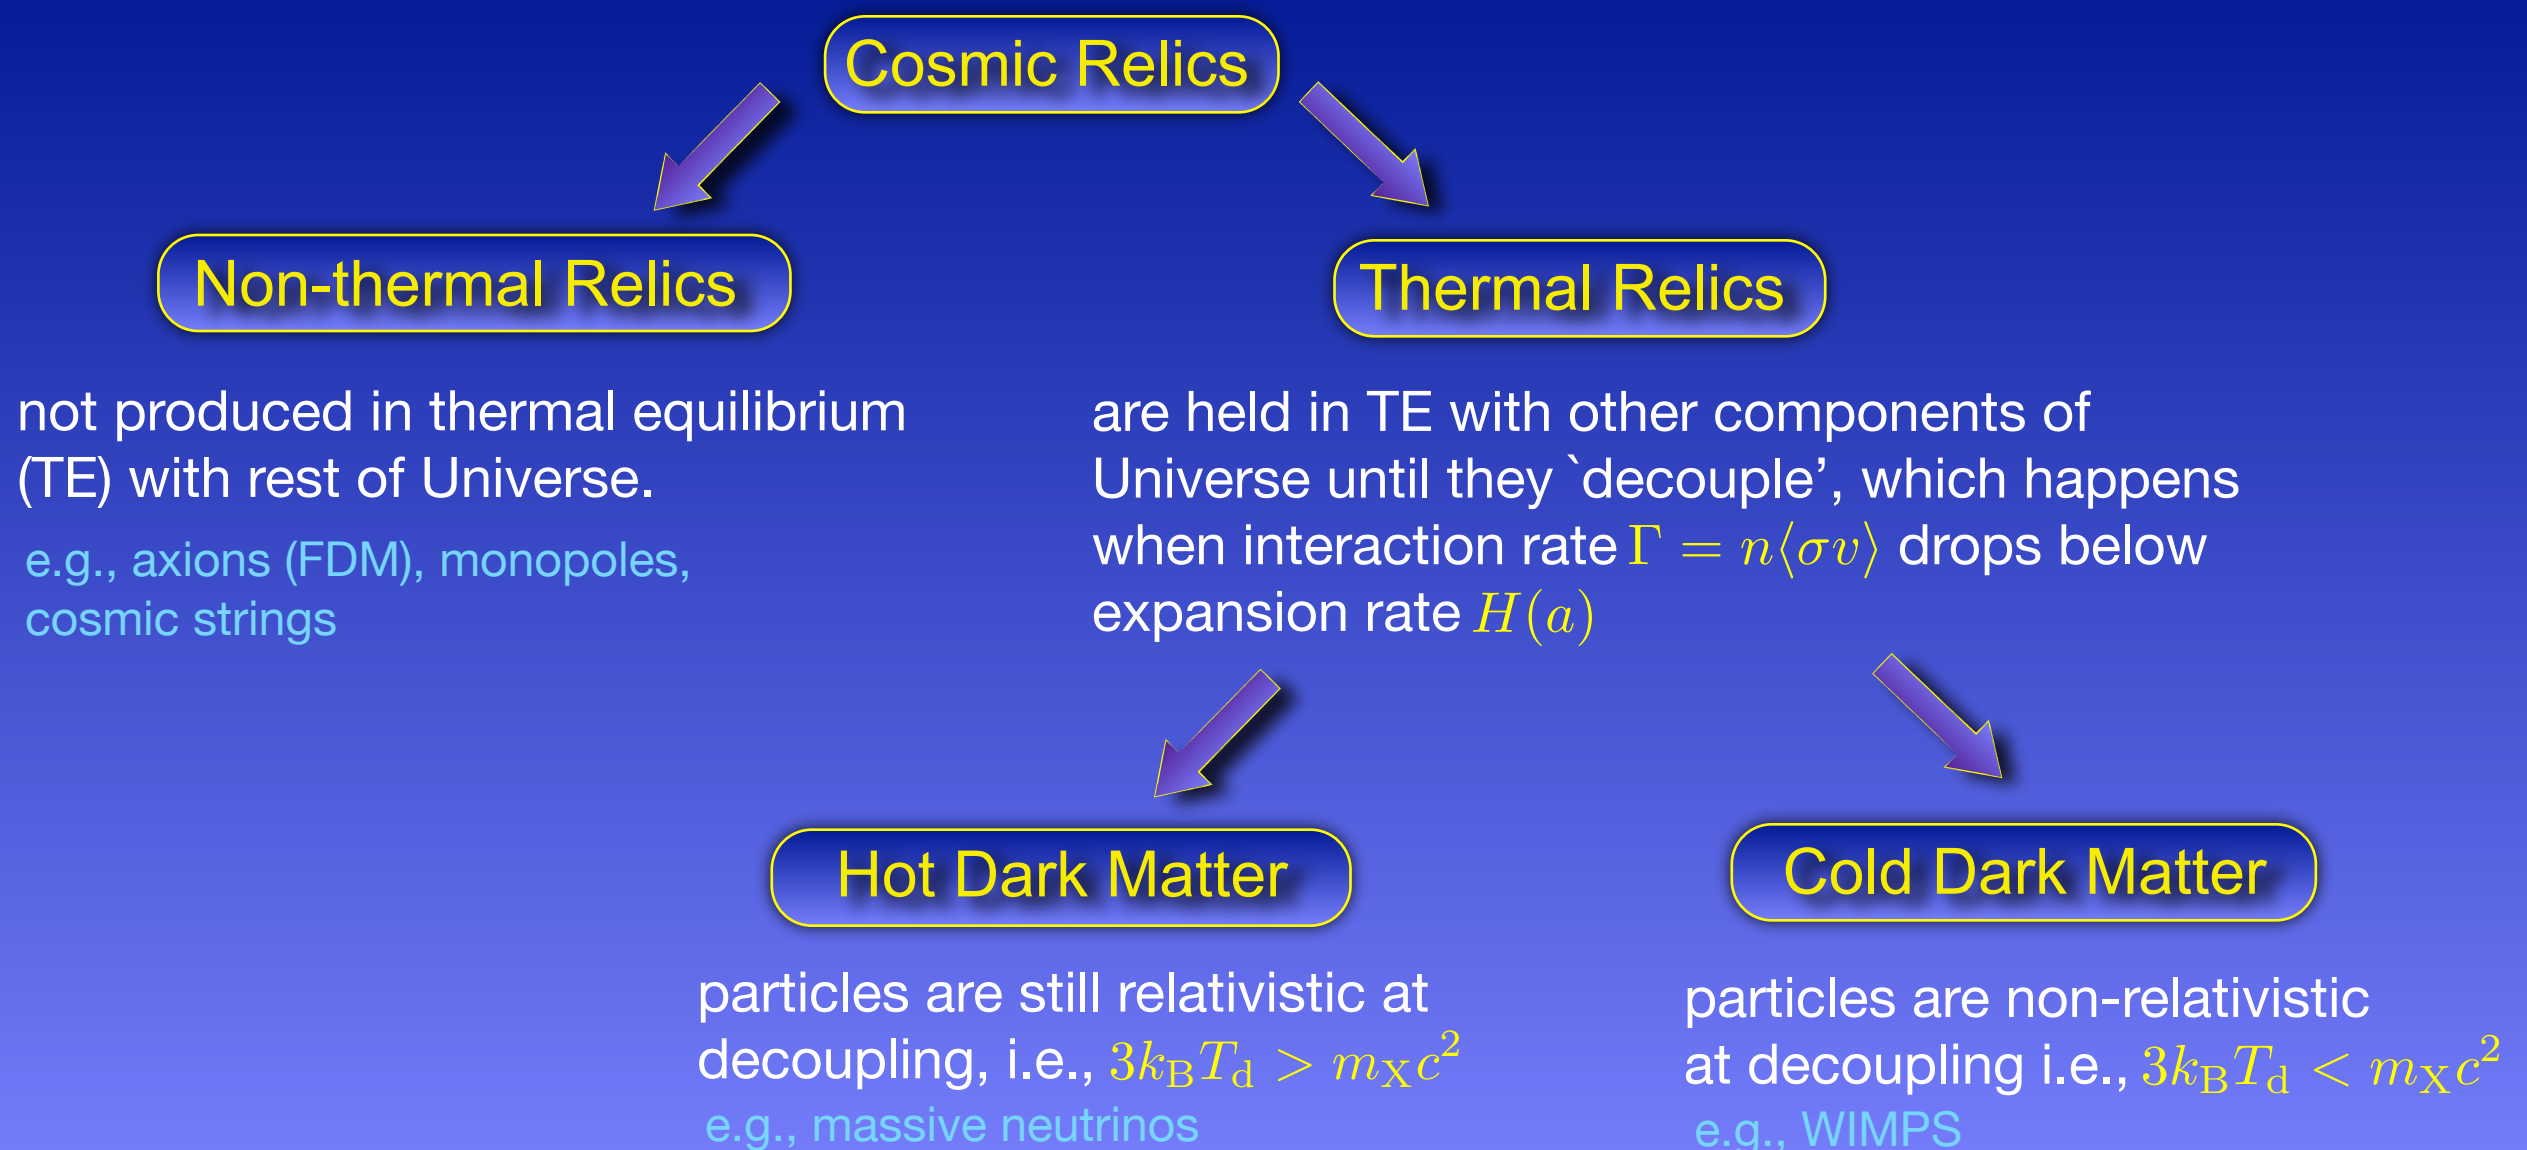 Cosmic Relics
Non-thermal Relics
not produced in thermal equilibrium
(TE) with rest of Universe.
e.g., axions (FDM), monopoles,
cosmic strings
Thermal Relics
are held in TE with other components of
Universe until they `decouple’, which happens
when interaction rate Γ = n⟨σv⟩ drops below
expansion rate H(a)
Hot Dark Matter
particles are still relativistic at
decoupling, i.e., 3k_B T_d > m_X c²
e.g., massive neutrinos
Cold Dark Matter
particles are non-relativistic
at decoupling i.e., 3k_B T_d < m_X c²
e.g., WIMPS